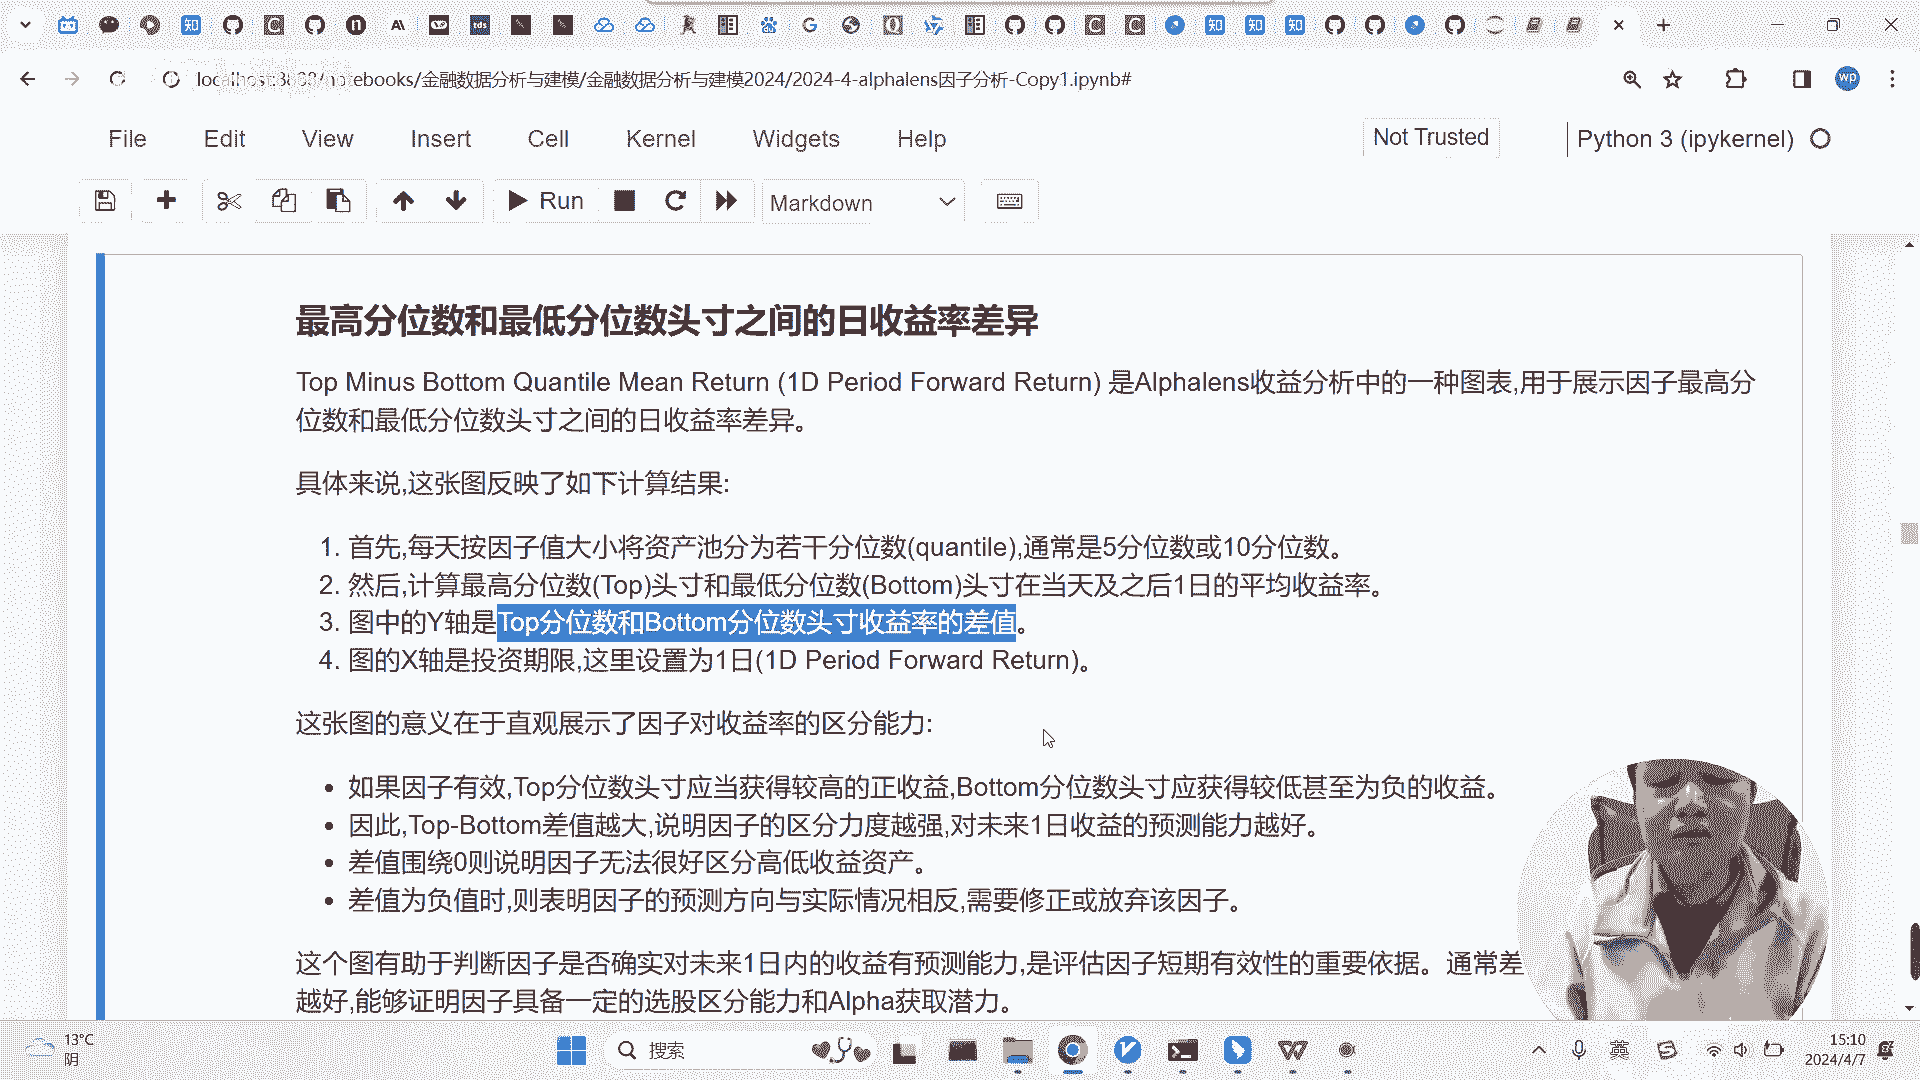 localhost:8888/notebooks/金融数据分析与建模/金融数据分析与建模2024/2024-4-alphalens因子分析-Copy1.ipynb#
File Edit View Insert Cell Kernel Widgets Help
Not Trusted
Python 3 (ipykernel)
Run
Markdown
最高分位数和最低分位数头寸之间的日收益率差异
Top Minus Bottom Quantile Mean Return (1D Period Forward Return) 是Alphalens收益分析中的一种图表,用于展示因子最高分
位数和最低分位数头寸之间的日收益率差异。
具体来说,这张图反映了如下计算结果:
1. 首先,每天按因子值大小将资产池分为若干分位数(quantile),通常是5分位数或10分位数。
2. 然后,计算最高分位数(Top)头寸和最低分位数(Bottom)头寸在当天及之后1日的平均收益率。
3. 图中的Y轴是Top分位数和Bottom分位数头寸收益率的差值。
4. 图的X轴是投资期限,这里设置为1日(1D Period Forward Return)。
这张图的意义在于直观展示了因子对收益率的区分能力:
• 如果因子有效,Top分位数头寸应当获得较高的正收益,Bottom分位数头寸应获得较低甚至为负的收益。
• 因此,Top-Bottom差值越大,说明因子的区分力度越强,对未来1日收益的预测能力越好。
• 差值围绕0则说明因子无法很好区分高低收益资产。
• 差值为负值时,则表明因子的预测方向与实际情况相反,需要修正或放弃该因子。
这个图有助于判断因子是否确实对未来1日内的收益有预测能力,是评估因子短期有效性的重要依据。通常差
越好,能够证明因子具备一定的选股区分能力和Alpha获取潜力。
13°C
阴
搜索
英
15:10
2024/4/7